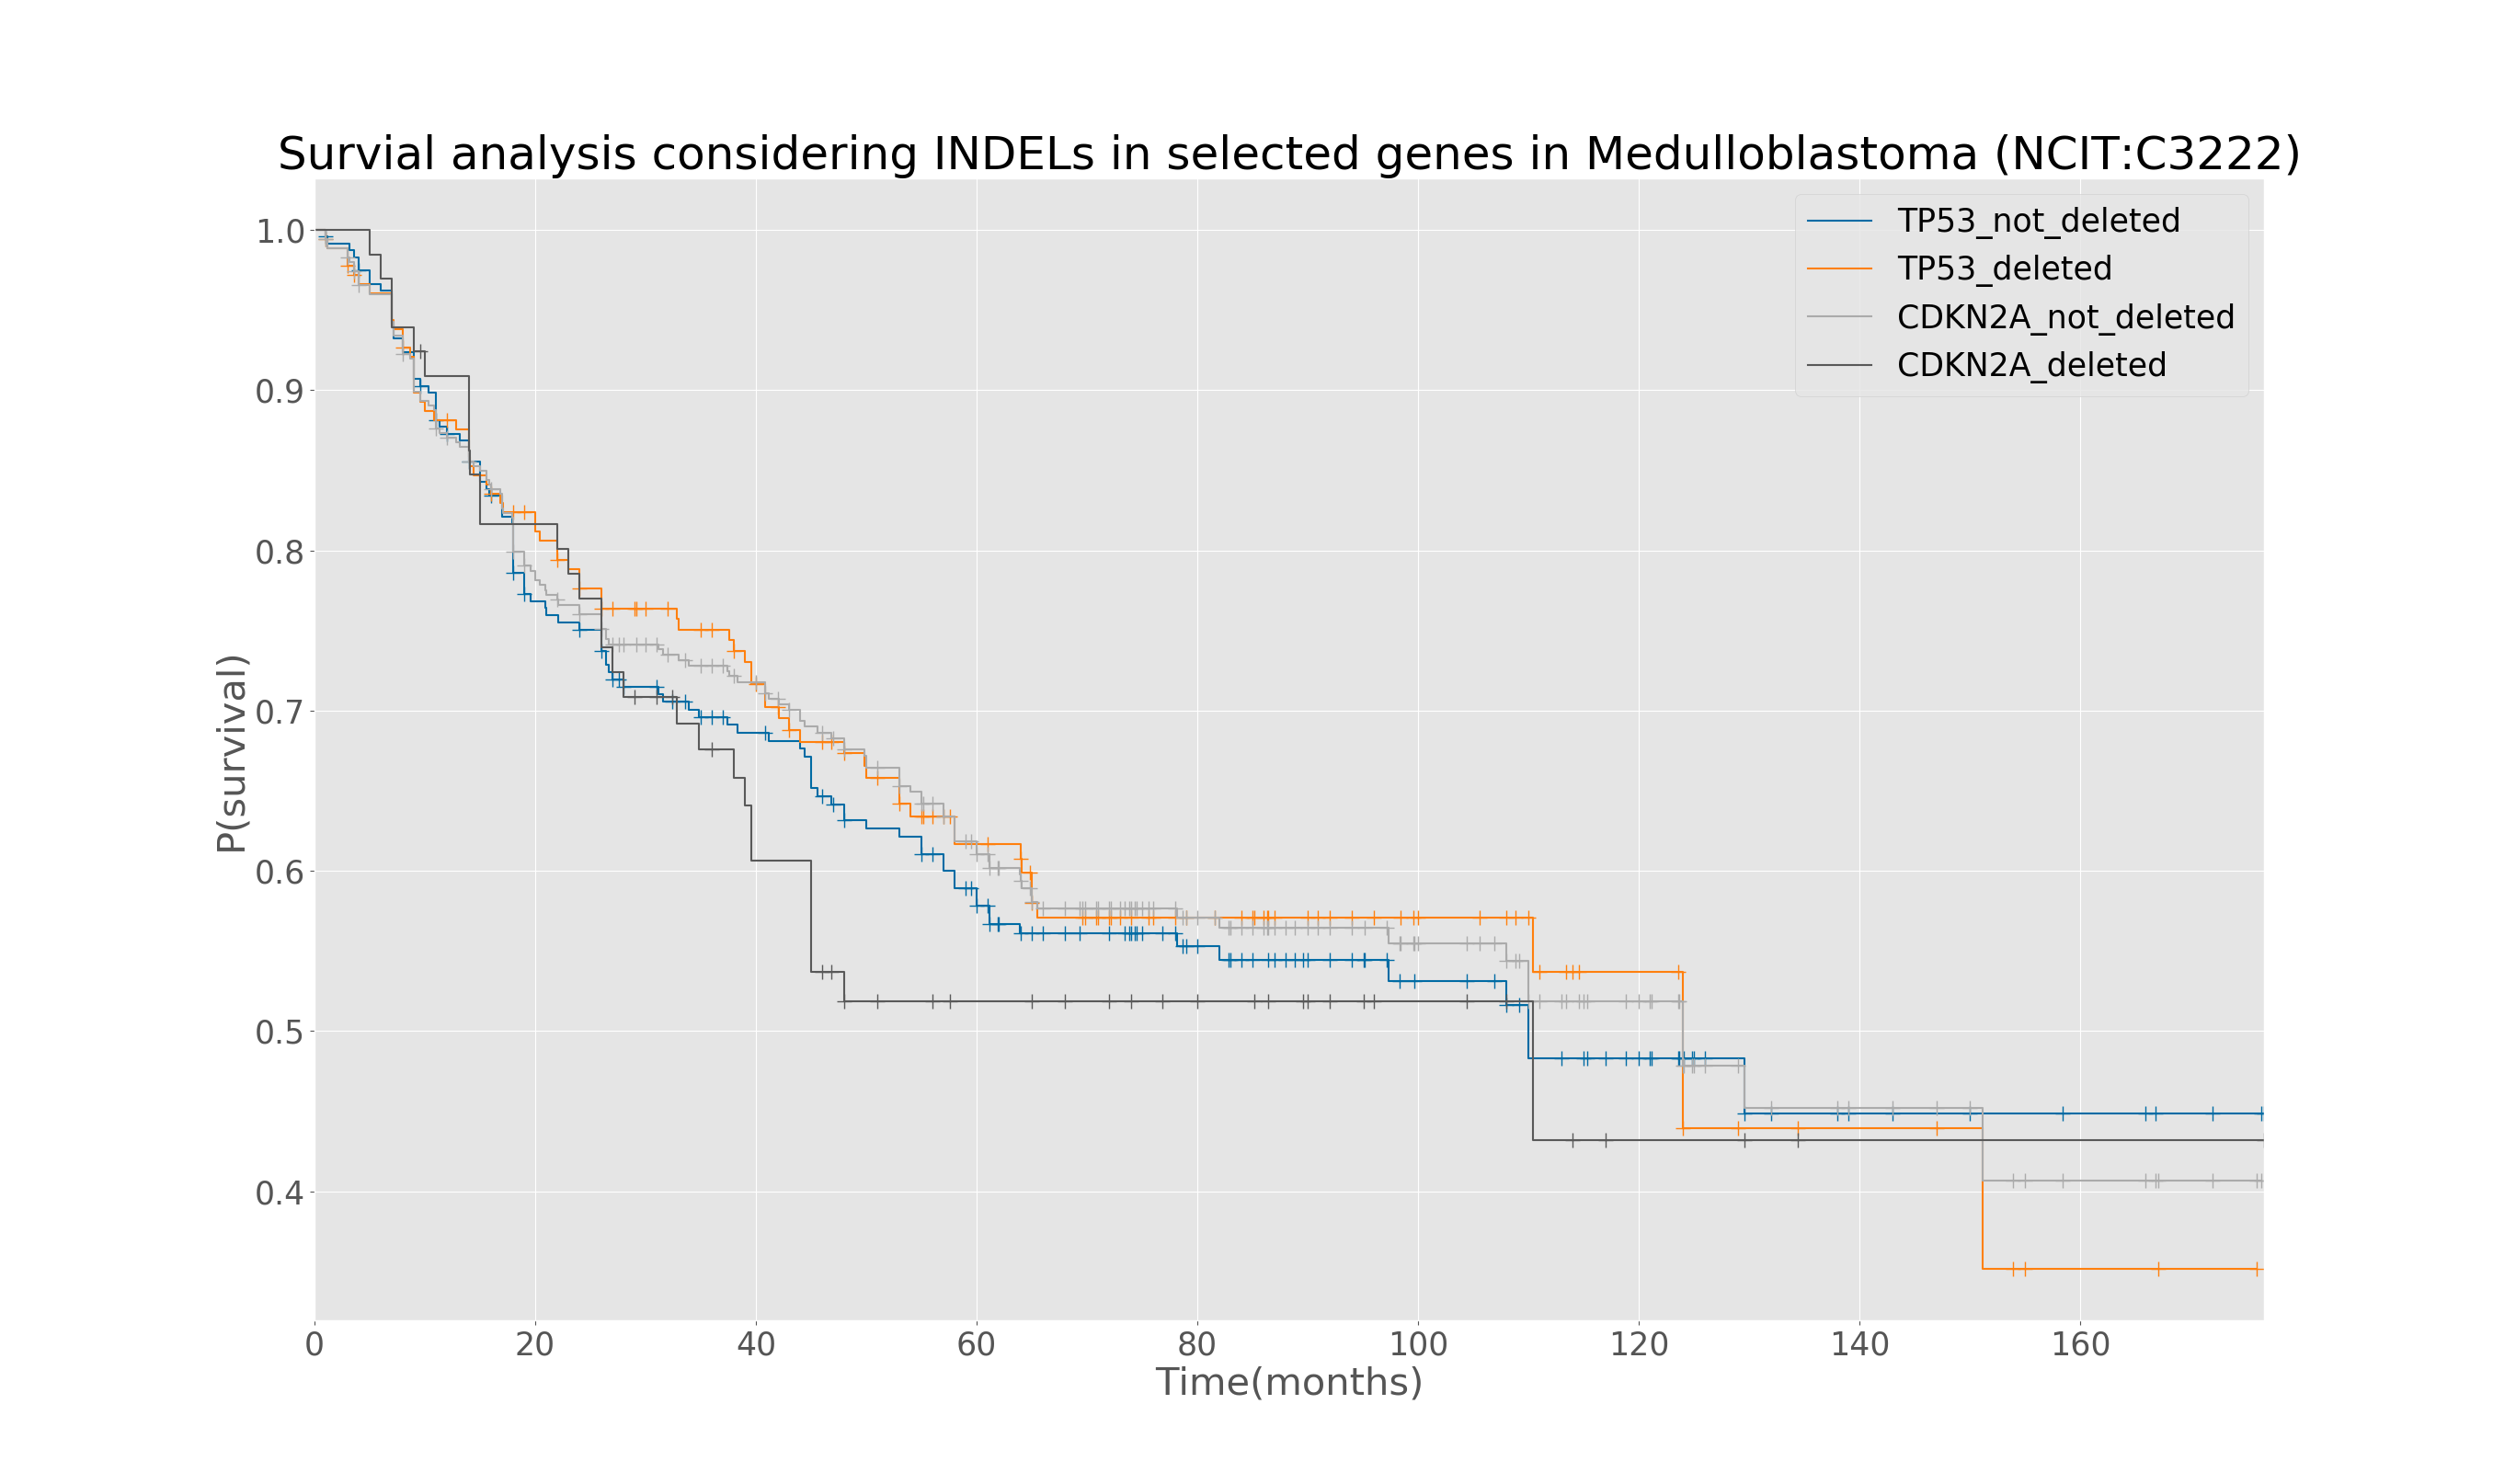 Survial analysis considering INDELs in selected genes in Medulloblastoma (NCIT:C3222)
TP53_not_deleted
TP53_deleted
CDKN2A_not_deleted
CDKN2A_deleted
1.0
0.9
0.8
0.7
0.6
0.5
0.4
P(survival)
0 20 40 60 80 100 120 140 160
Time(months)